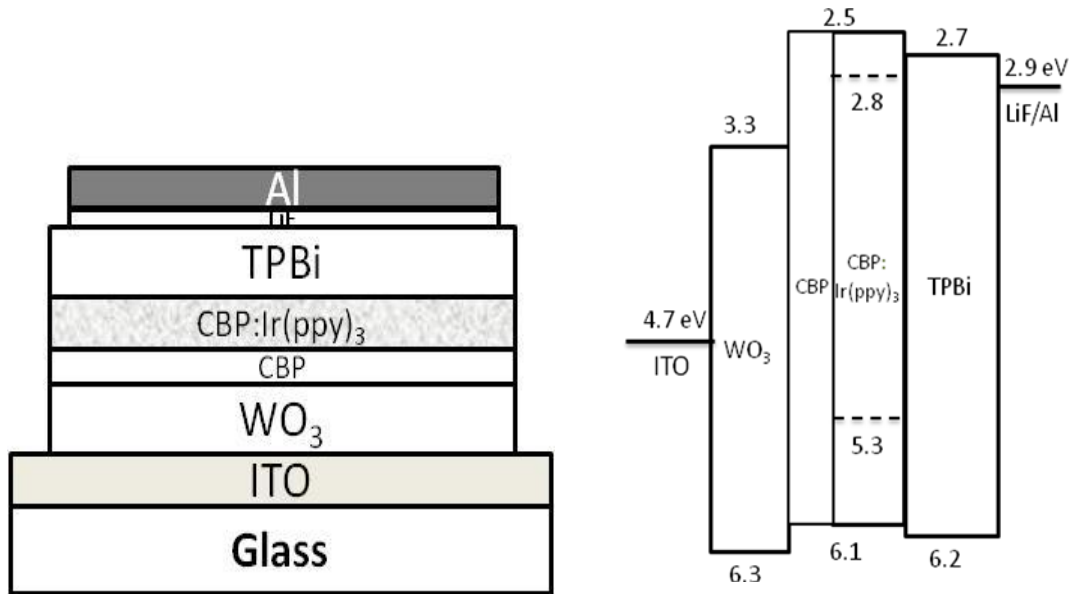 Al
LiF
TPBi
CBP:Ir(ppy)₃
CBP
WO₃
ITO
Glass
2.5
2.7
2.9 eV
2.8
LiF/Al
3.3
CBP
CBP:
Ir(ppy)₃
TPBi
4.7 eV
WO₃
ITO
5.3
6.1
6.2
6.3